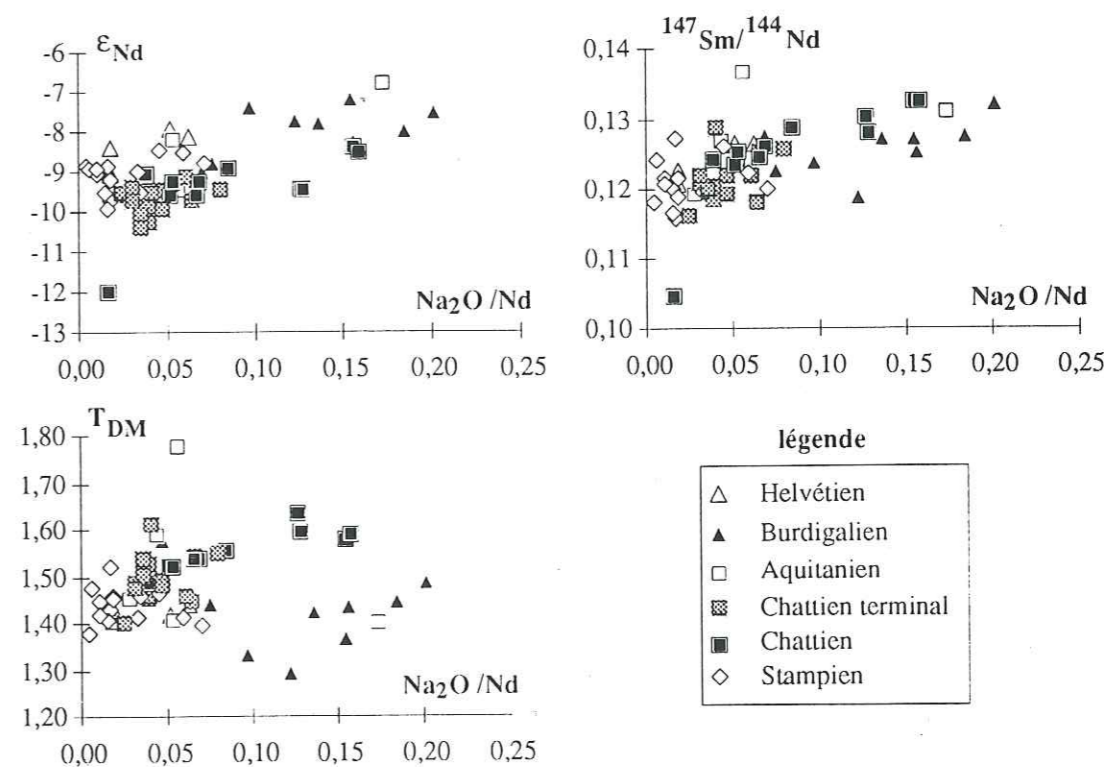 εNd
-6
-7
-8
-9
-10
-11
-12
-13
Na2O /Nd
0,00 0,05 0,10 0,15 0,20 0,25
147Sm/144Nd
0,14
0,13
0,12
0,11
0,10
Na2O /Nd
0,00 0,05 0,10 0,15 0,20 0,25
TDM
1,80
1,70
1,60
1,50
1,40
1,30
1,20
Na2O /Nd
0,00 0,05 0,10 0,15 0,20 0,25
légende
Helvétien
Burdigalien
Aquitanien
Chattien terminal
Chattien
Stampien